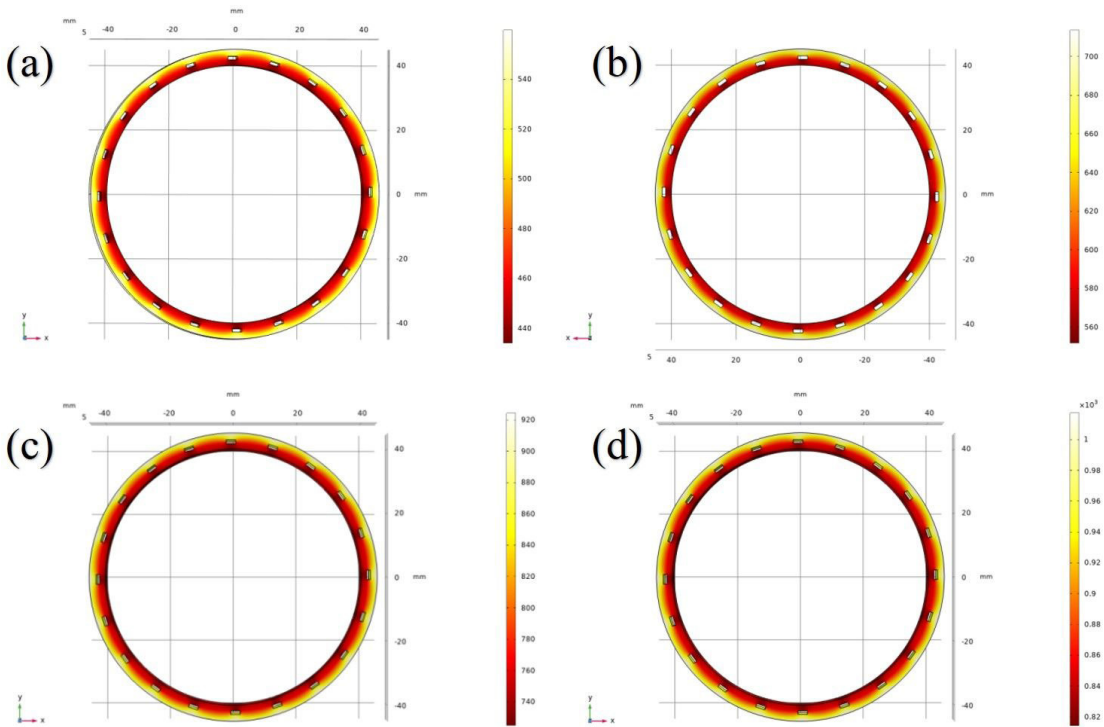 mm
mm -40 -20 0 20 40
5
(a)
40
20
0 mm
-20
-40
y
x
540
520
500
480
460
440
(b)
40
20
0 mm
-20
-40
5 40 20 0 -20 -40
mm
y
x
700
680
660
640
620
600
580
560
mm
mm -40 -20 0 20 40
5
(c)
40
20
0 mm
-20
-40
y
x
920
900
880
860
840
820
800
780
760
740
mm
mm -40 -20 0 20 40
5
(d)
40
20
0 mm
-20
-40
y
x
×10³
1
0.98
0.96
0.94
0.92
0.9
0.88
0.86
0.84
0.82